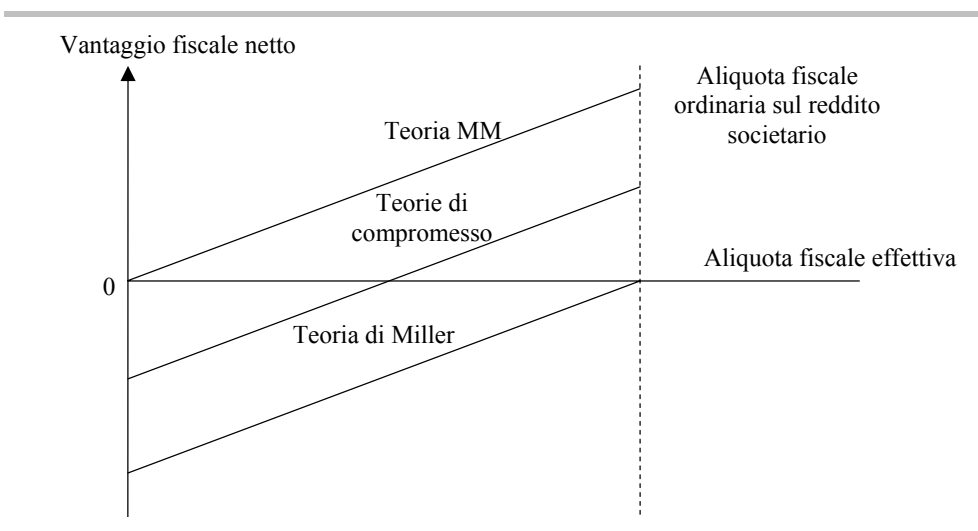 Vantaggio fiscale netto
Aliquota fiscale
ordinaria sul reddito
societario
Teoria MM
Teorie di
compromesso
Aliquota fiscale effettiva
0
Teoria di Miller